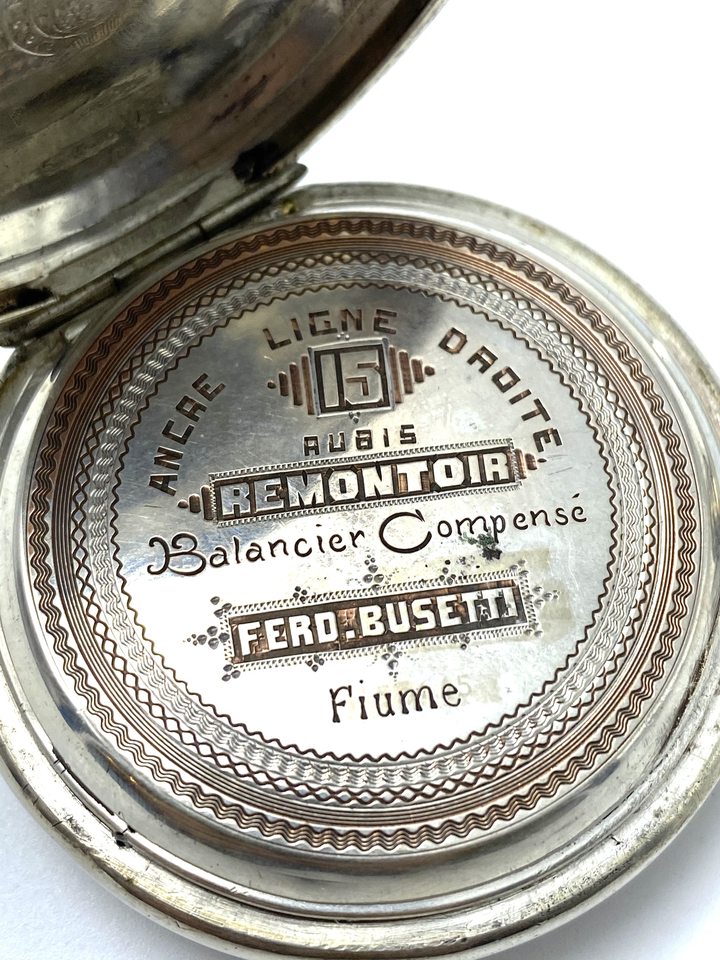 ANCRE LIGNE DROITE
15
RUBIS
REMONTOIR
Balancier Compensé
FERD. BUSETTI
Fiume